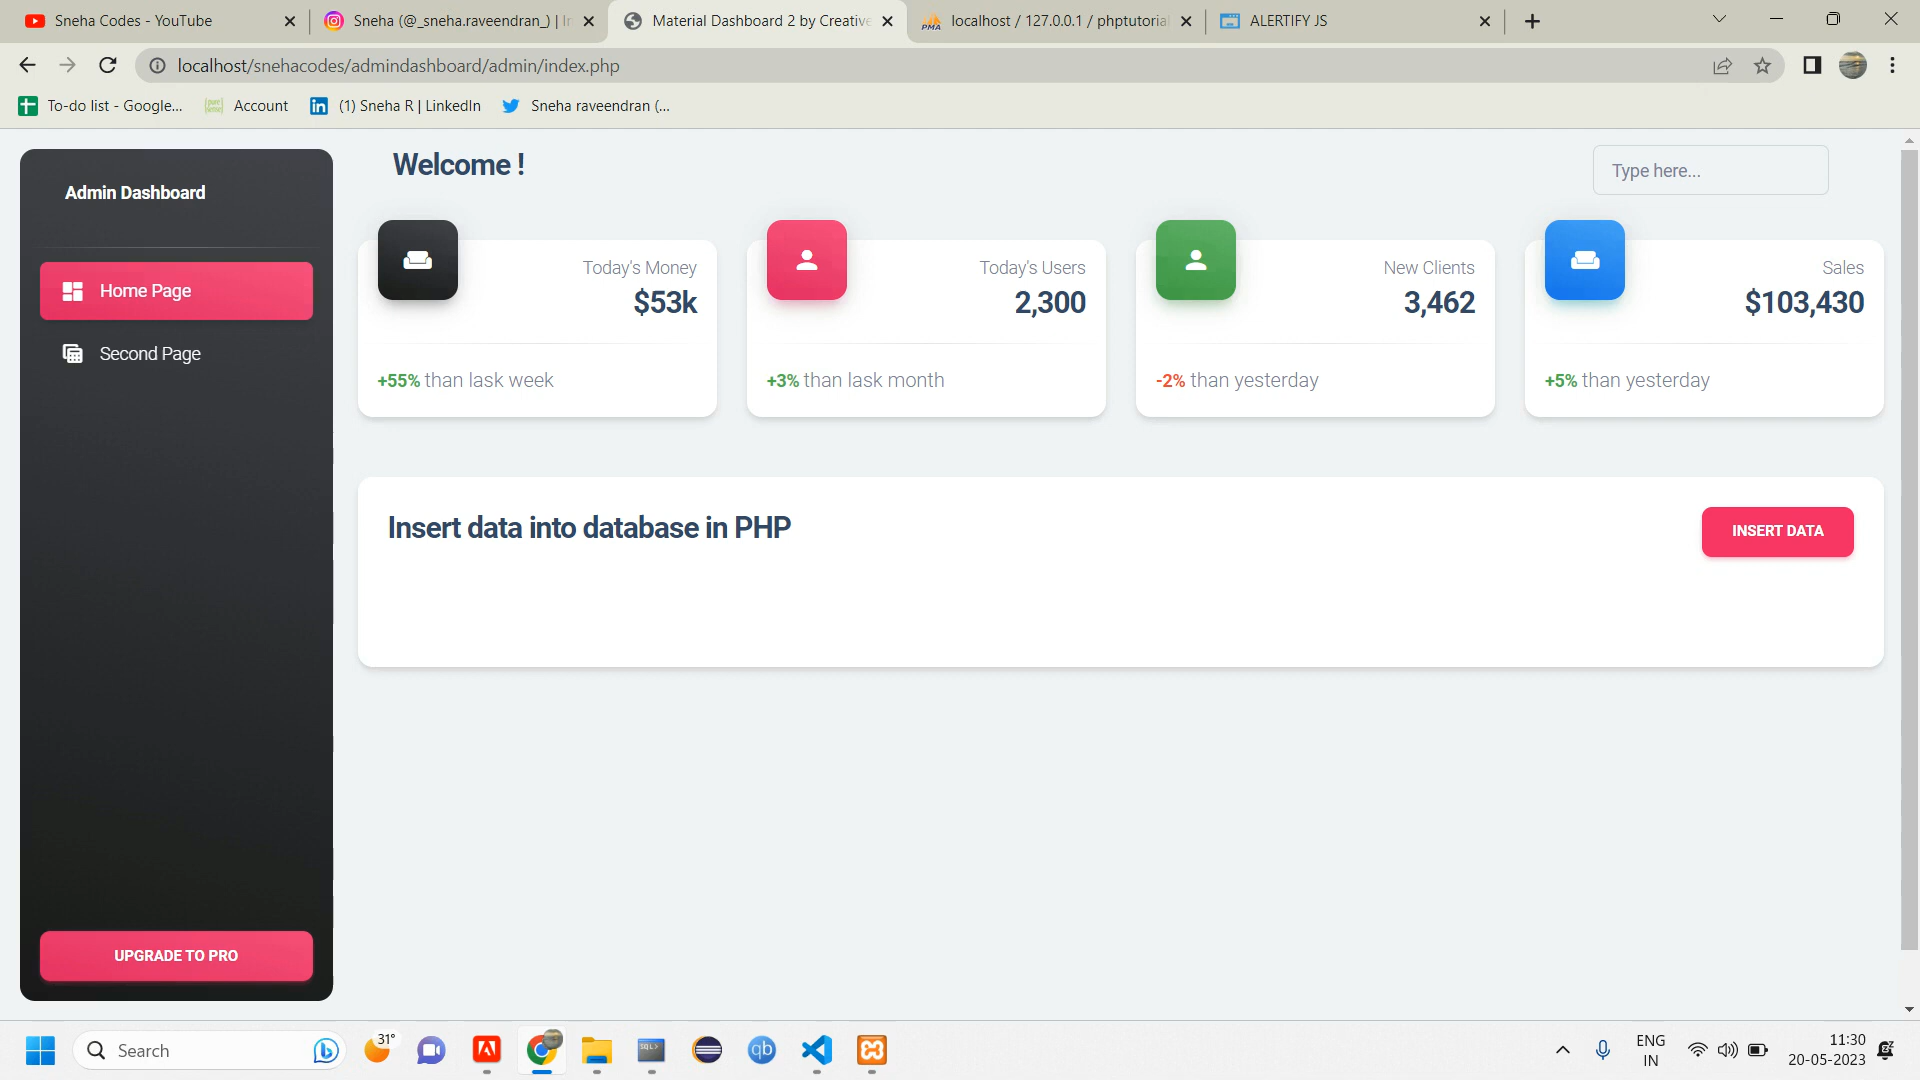 Sneha Codes - YouTube
Sneha (@_sneha.raveendran_) | In
Material Dashboard 2 by Creative
localhost / 127.0.0.1 / phptutorial
ALERTIFY JS
localhost/snehacodes/admindashboard/admin/index.php
To-do list - Google...
Account
(1) Sneha R | LinkedIn
Sneha raveendran (...
Admin Dashboard
Home Page
Second Page
UPGRADE TO PRO
Welcome !
Type here...
Today's Money
$53k
+55% than lask week
Today's Users
2,300
+3% than lask month
New Clients
3,462
-2% than yesterday
Sales
$103,430
+5% than yesterday
Insert data into database in PHP
INSERT DATA
Search
31°
SQL>
qb
ENG
IN
11:30
20-05-2023